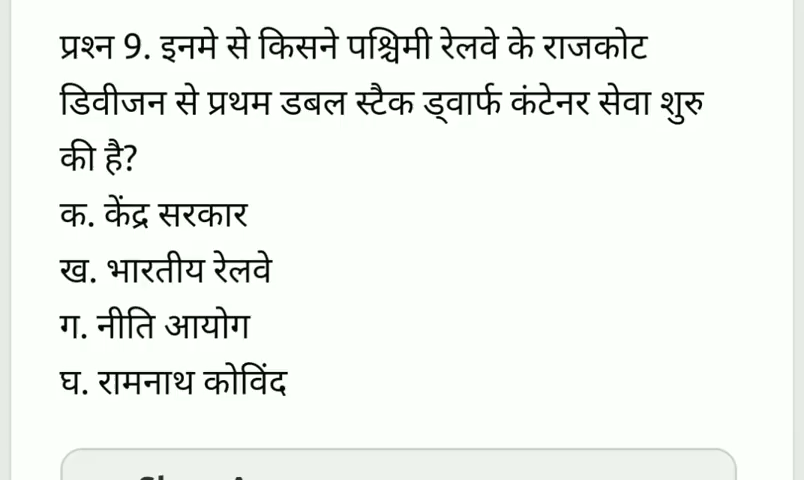 प्रश्न 9. इनमे से किसने पश्चिमी रेलवे के राजकोट
डिवीजन से प्रथम डबल स्टैक ड्वार्फ कंटेनर सेवा शुरु
की है?
क. केंद्र सरकार
ख. भारतीय रेलवे
ग. नीति आयोग
घ. रामनाथ कोविंद